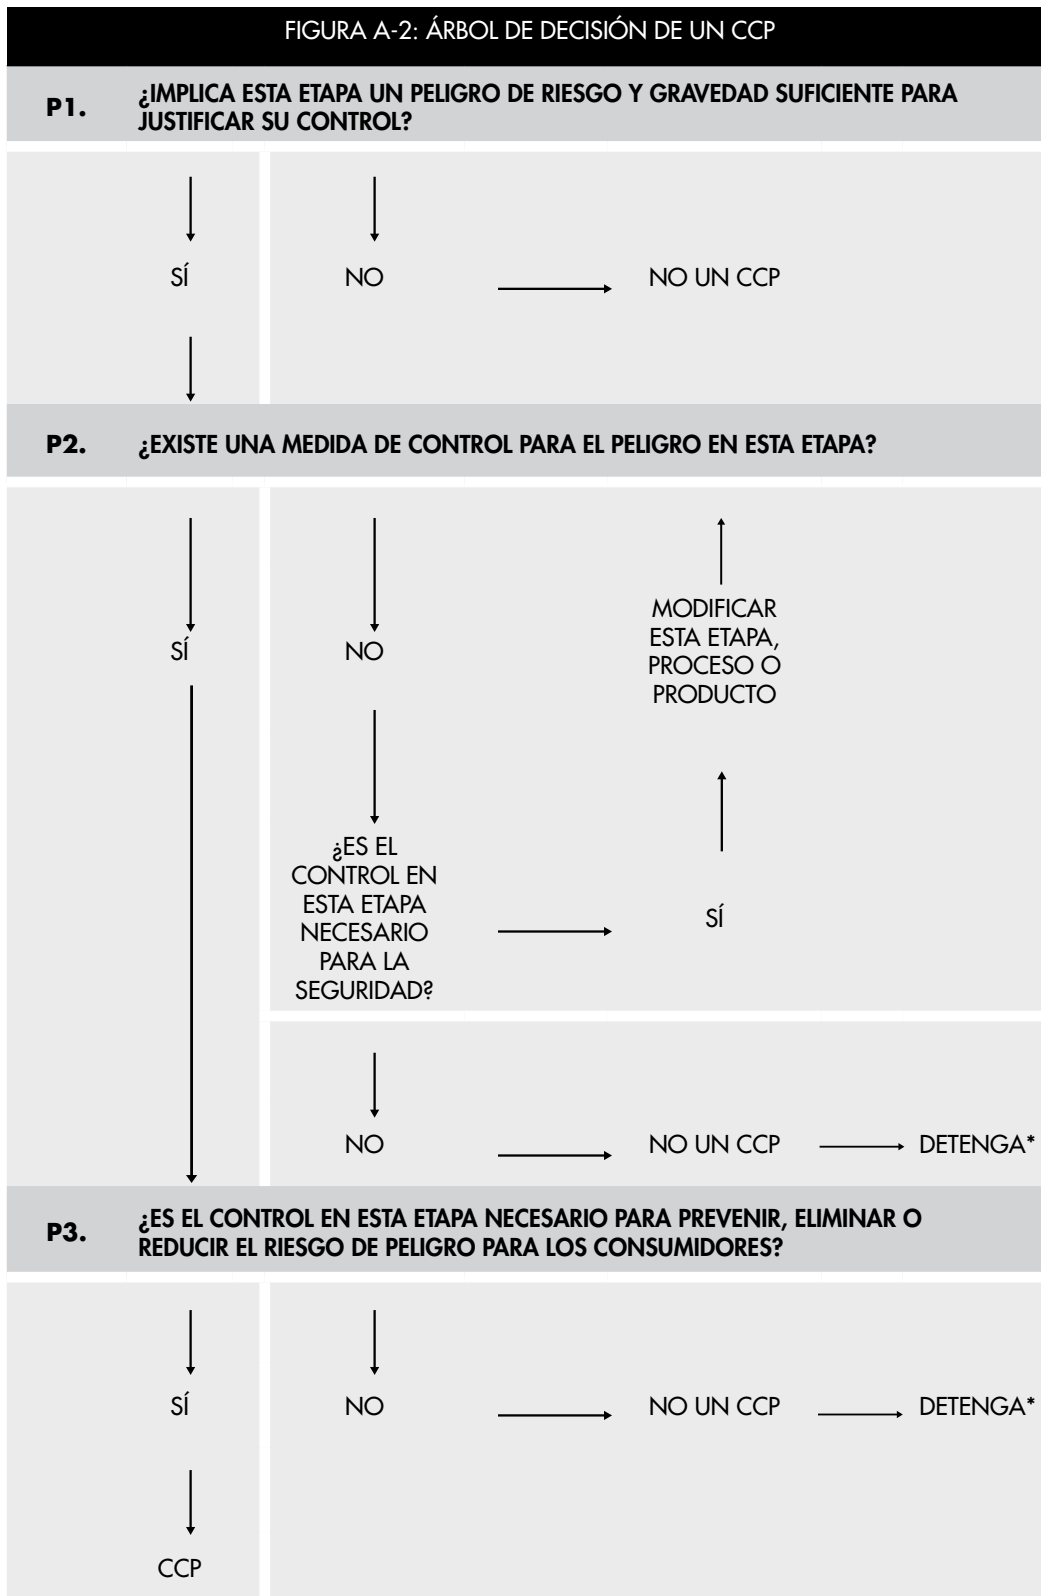 FIGURA A-2: ÁRBOL DE DECISIÓN DE UN CCP
P1. ¿IMPLICA ESTA ETAPA UN PELIGRO DE RIESGO Y GRAVEDAD SUFICIENTE PARA
JUSTIFICAR SU CONTROL?
SÍ NO NO UN CCP
P2. ¿EXISTE UNA MEDIDA DE CONTROL PARA EL PELIGRO EN ESTA ETAPA?
MODIFICAR
ESTA ETAPA,
PROCESO O
PRODUCTO
SÍ NO
¿ES EL
CONTROL EN
ESTA ETAPA
NECESARIO
PARA LA
SEGURIDAD?
SÍ
NO NO UN CCP DETENGA*
P3. ¿ES EL CONTROL EN ESTA ETAPA NECESARIO PARA PREVENIR, ELIMINAR O
REDUCIR EL RIESGO DE PELIGRO PARA LOS CONSUMIDORES?
SÍ NO NO UN CCP DETENGA*
CCP